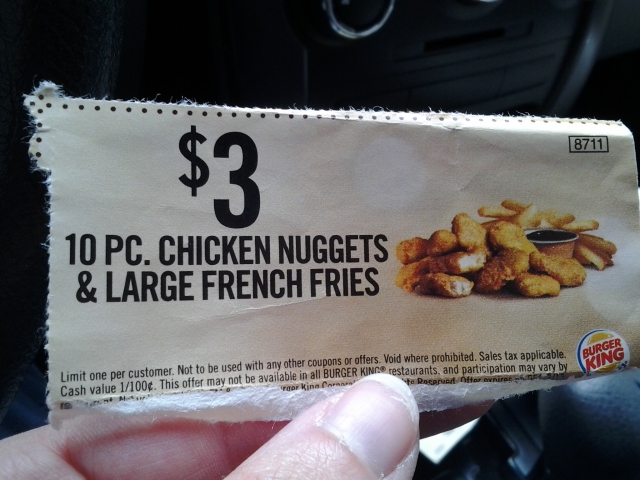 8711
$3
10 PC. CHICKEN NUGGETS
& LARGE FRENCH FRIES
BURGER
KING
Limit one per customer. Not to be used with any other coupons or offers. Void where prohibited. Sales tax applicable.
Cash value 1/100¢. This offer may not be available in all BURGER KING® restaurants, and participation may vary by